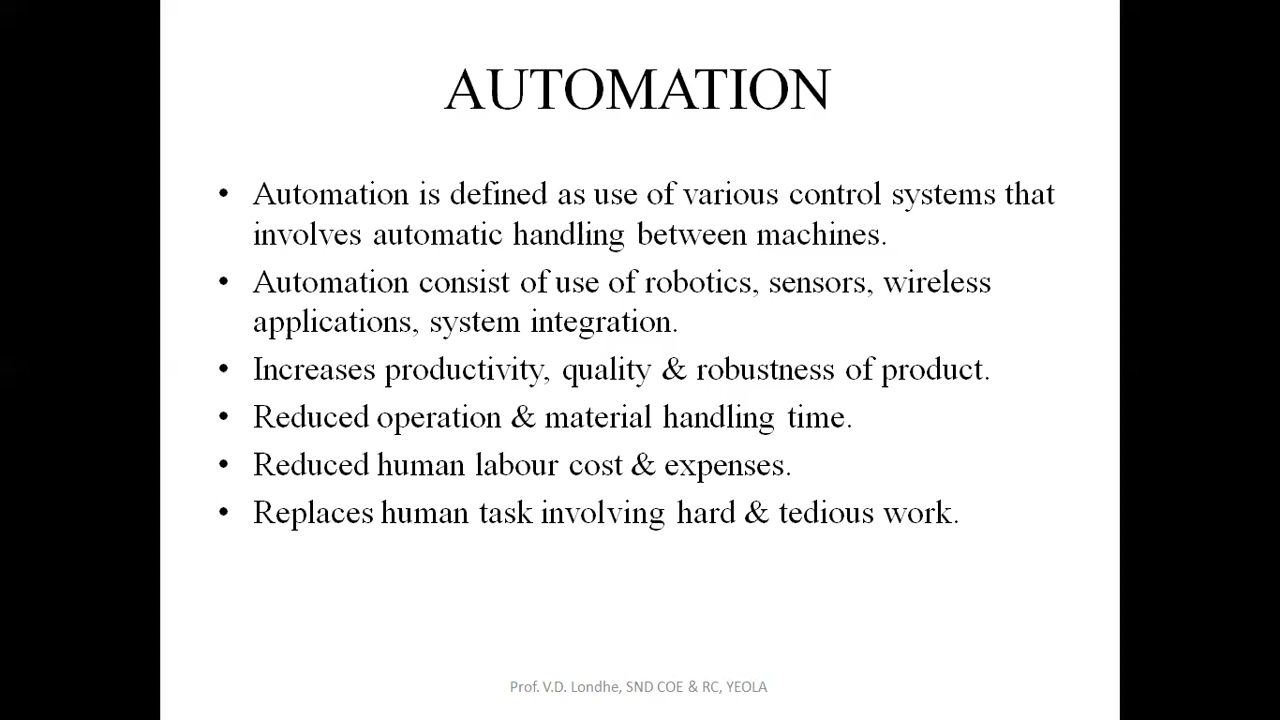 AUTOMATION
• Automation is defined as use of various control systems that
involves automatic handling between machines.
• Automation consist of use of robotics, sensors, wireless
applications, system integration.
• Increases productivity, quality & robustness of product.
• Reduced operation & material handling time.
• Reduced human labour cost & expenses.
• Replaces human task involving hard & tedious work.
Prof. V.D. Londhe, SND COE & RC, YEOLA